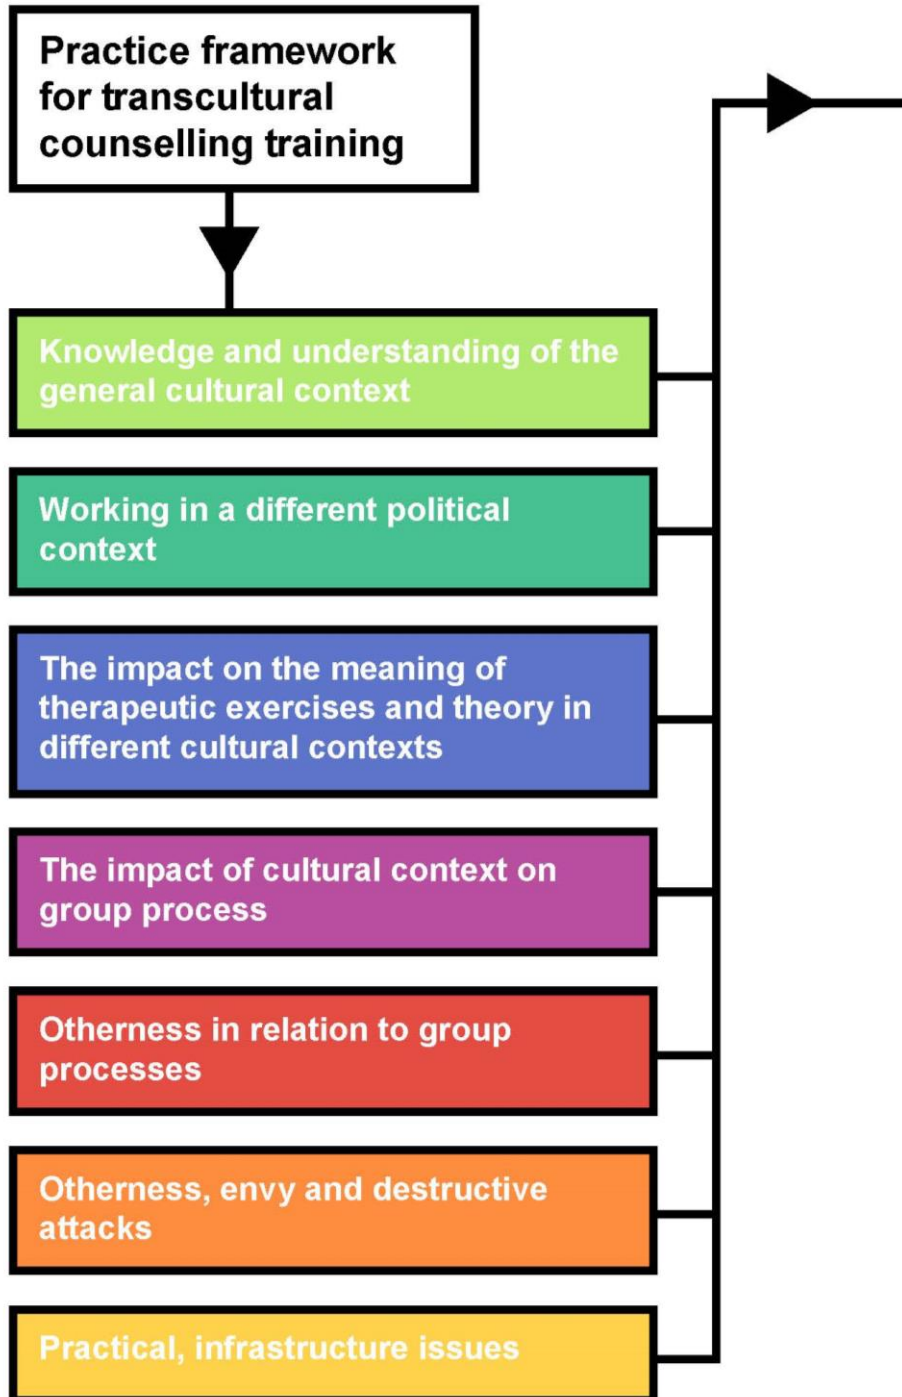 Practice framework
for transcultural
counselling training
Knowledge and understanding of the
general cultural context
Working in a different political
context
The impact on the meaning of
therapeutic exercises and theory in
different cultural contexts
The impact of cultural context on
group process
Otherness in relation to group
processes
Otherness, envy and destructive
attacks
Practical, infrastructure issues